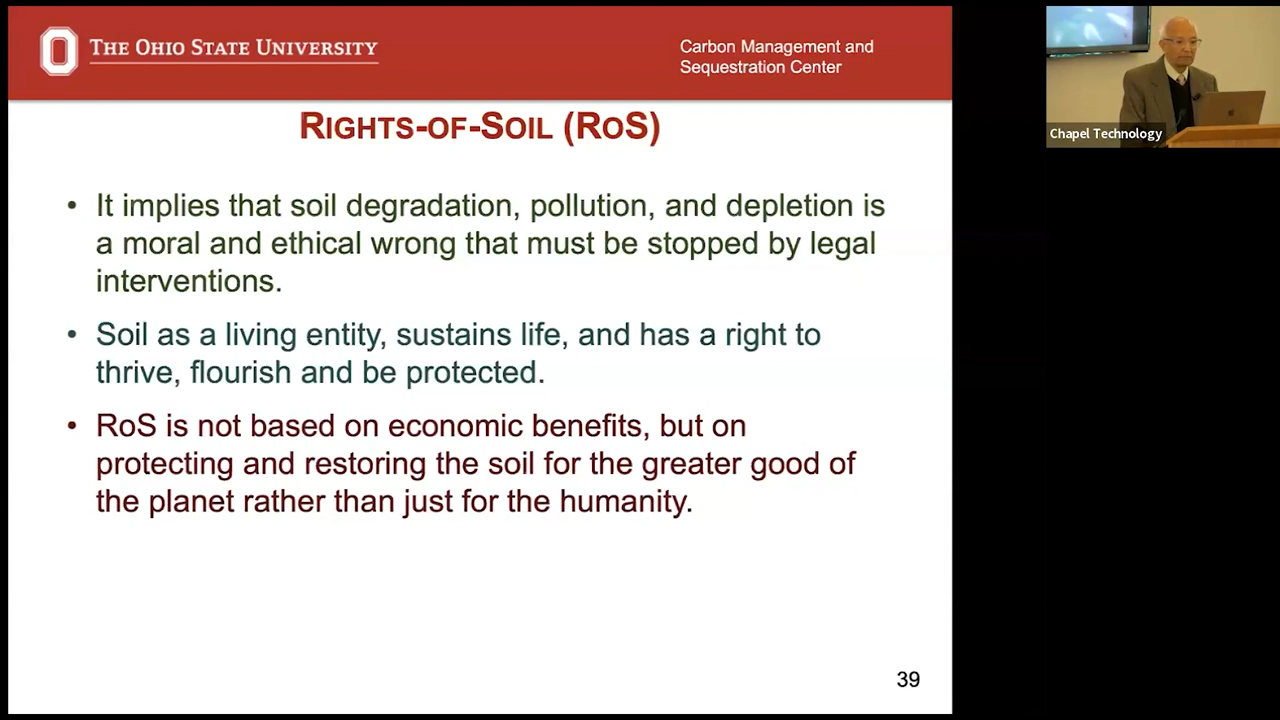 THE OHIO STATE UNIVERSITY
Carbon Management and
Sequestration Center
RIGHTS-OF-SOIL (ROS)
Chapel Technology
• It implies that soil degradation, pollution, and depletion is
a moral and ethical wrong that must be stopped by legal
interventions.
• Soil as a living entity, sustains life, and has a right to
thrive, flourish and be protected.
• RoS is not based on economic benefits, but on
protecting and restoring the soil for the greater good of
the planet rather than just for the humanity.
39